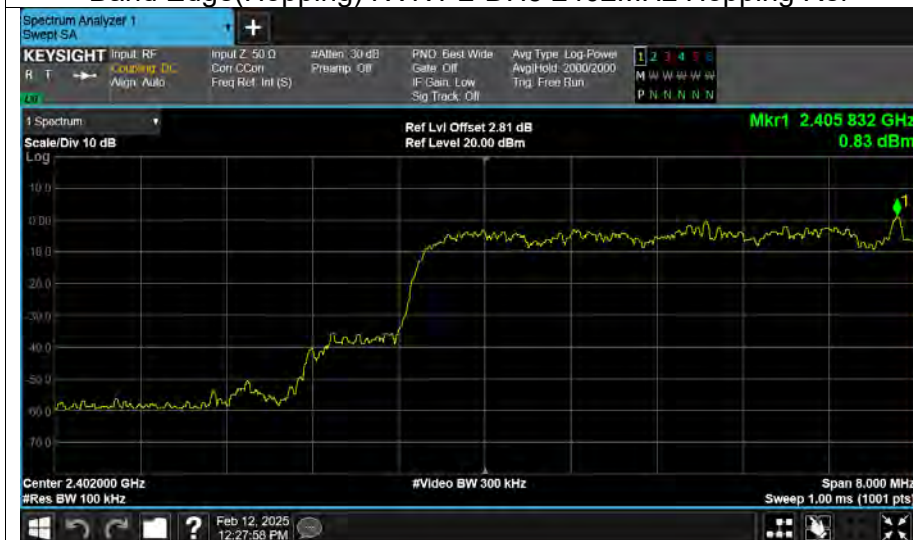 Spectrum Analyzer 1
Swept SA
+
KEYSIGHT Input: RF Input Z: 50 Ω #Atten: 30 dB PNO: Best Wide Avg Type: Log-Power 1 2 3 4 5 6
R T Coupling: DC Corr CCorr Preamp: Off Gate: Off Avg|Hold: 2000/2000 M W W W W W
Align: Auto Freq Ref: Int (S) IF Gain: Low Trig: Free Run
LXI Sig Track: Off P N N N N N
1 Spectrum Ref Lvl Offset 2.81 dB Mkr1 2.405 832 GHz
Scale/Div 10 dB Ref Level 20.00 dBm 0.83 dBm
Log
10.0
1
0.00
-10.0
-20.0
-30.0
-40.0
-50.0
-60.0
-70.0
Center 2.402000 GHz #Video BW 300 kHz Span 8.000 MHz
#Res BW 100 kHz Sweep 1.00 ms (1001 pts)
? Feb 12, 2025
12:27:58 PM